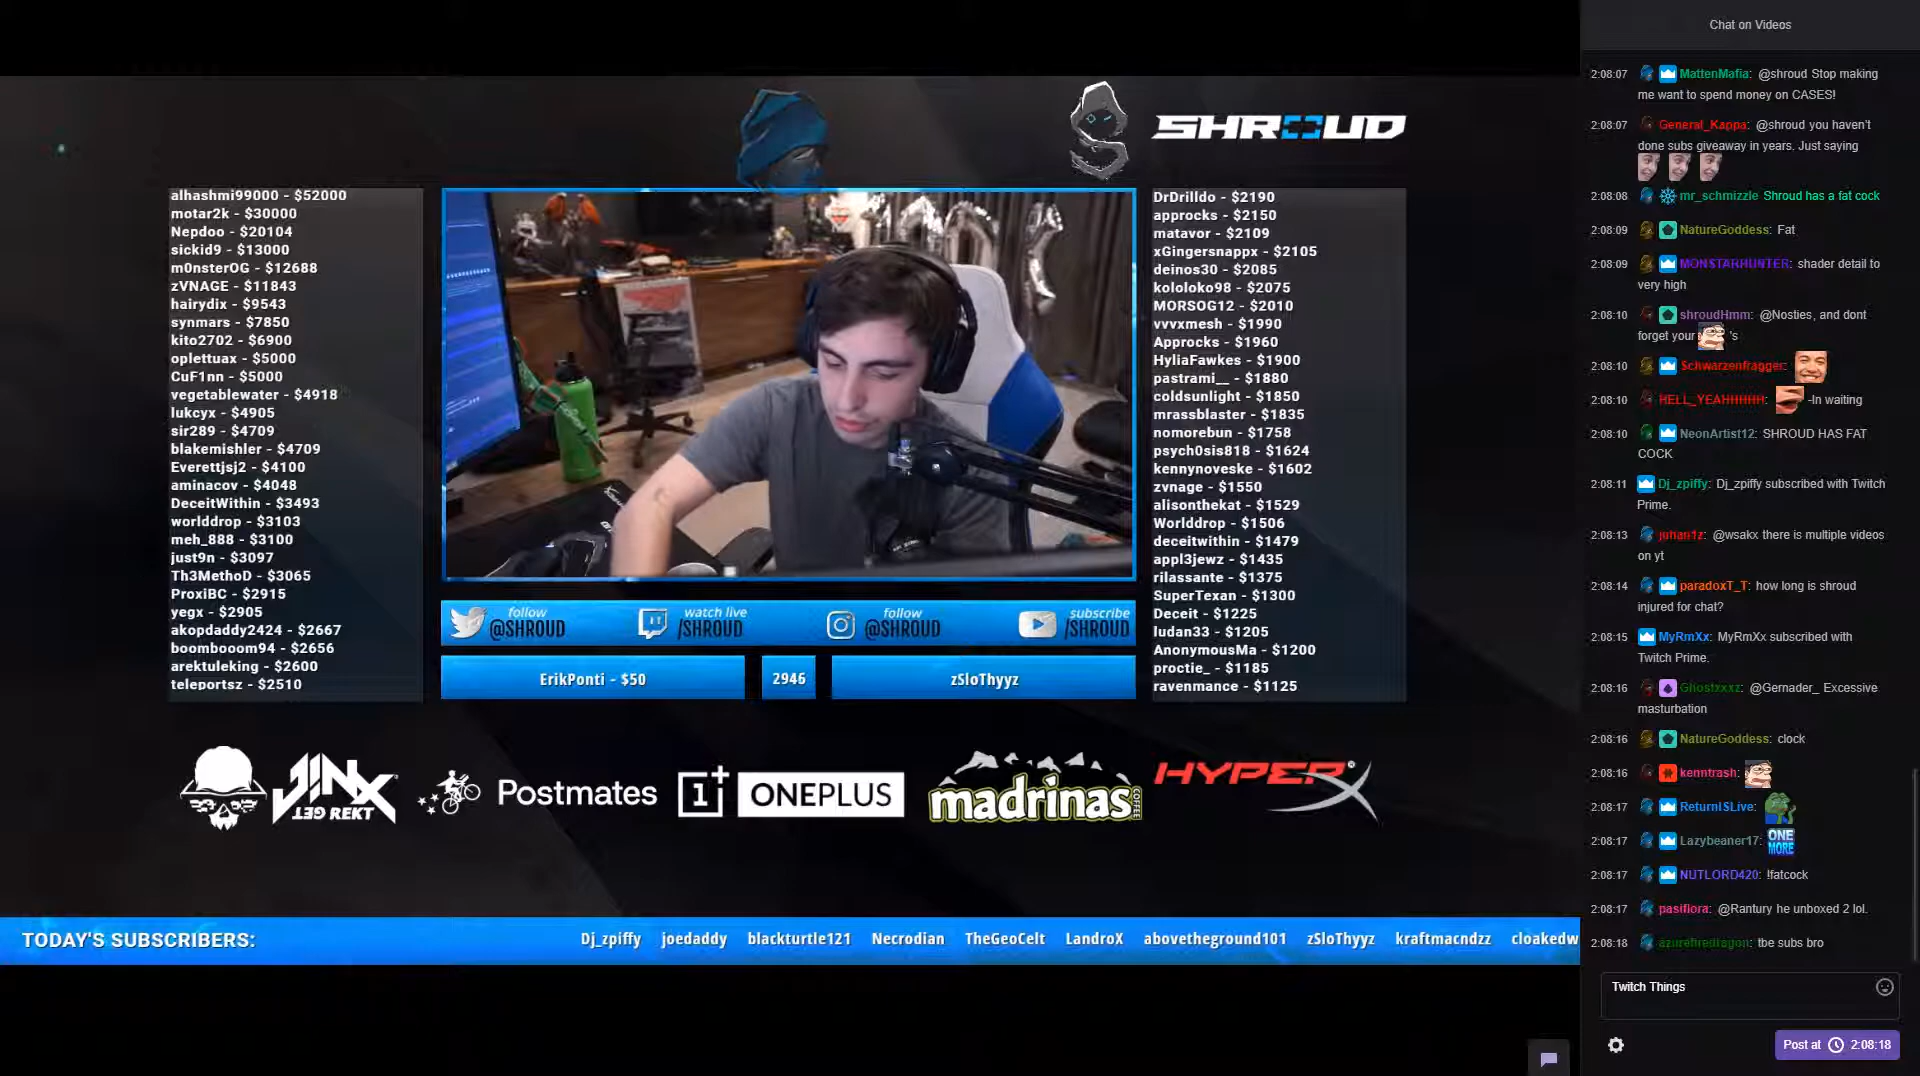 SHROUD
alhashmi99000 - $52000
motar2k - $30000
Nepdoo - $20104
sickid9 - $13000
m0nsterOG - $12688
zVNAGE - $11843
hairydix - $9543
synmars - $7850
kito2702 - $6900
oplettuax - $5000
CuF1nn - $5000
vegetablewater - $4918
lukcyx - $4905
sir289 - $4709
blakemishler - $4709
Everettjsj2 - $4100
aminacov - $4048
DeceitWithin - $3493
worlddrop - $3103
meh_888 - $3100
just9n - $3097
Th3MethoD - $3065
ProxiBC - $2915
yegx - $2905
akopdaddy2424 - $2667
boombooom94 - $2656
arektuleking - $2600
teleportsz - $2510
follow
@SHROUD
watch live
/SHROUD
follow
@SHROUD
subscribe
/SHROUD
ErikPonti - $50
2946
zSloThyyz
DrDrilldo - $2190
approcks - $2150
matavor - $2109
xGingersnappx - $2105
deinos30 - $2085
kololoko98 - $2075
MORSOG12 - $2010
vvvxmesh - $1990
Approcks - $1960
HyliaFawkes - $1900
pastrami__ - $1880
coldsunlight - $1850
mrassblaster - $1835
nomorebun - $1758
psych0sis818 - $1624
kennynoveske - $1602
zvnage - $1550
alisonthekat - $1529
Worlddrop - $1506
deceitwithin - $1479
appl3jewz - $1435
rilassante - $1375
SuperTexan - $1300
Deceit - $1225
ludan33 - $1205
AnonymousMa - $1200
proctie_ - $1185
ravenmance - $1125
JINX
GET REKT
Postmates
1+ ONEPLUS
madrinas COFFEE
HYPERX
TODAY'S SUBSCRIBERS: Dj_zpiffy joedaddy blackturtle121 Necrodian TheGeoCelt LandroX abovetheground101 zSloThyyz kraftmacndzz cloakedw
Chat on Videos
2:08:07 MattenMafia: @shroud Stop making
me want to spend money on CASES!
2:08:07 General_Kappa: @shroud you haven't
done subs giveaway in years. Just saying
2:08:08 mr_schmizzle Shroud has a fat cock
2:08:09 NatureGoddess: Fat
2:08:09 MONSTARHUNTER: shader detail to
very high
2:08:10 shroudHmm: @Nosties, and dont
forget your 's
2:08:10 Schwarzenfragger:
2:08:10 HELL_YEAHHHHH: -In waiting
2:08:10 NeonArtist12: SHROUD HAS FAT
COCK
2:08:11 Dj_zpiffy: Dj_zpiffy subscribed with Twitch
Prime.
2:08:13 juhan1z: @wsakx there is multiple videos
on yt
2:08:14 paradoxT_T: how long is shroud
injured for chat?
2:08:15 MyRmXx: MyRmXx subscribed with
Twitch Prime.
2:08:16 Ghostxxxz: @Gernader_ Excessive
masturbation
2:08:16 NatureGoddess: clock
2:08:16 kenntrash:
2:08:17 ReturnISLive:
2:08:17 Lazybeaner17: ONE
MORE
2:08:17 NUTLORD420: !fatcock
2:08:17 pasiflora: @Rantury he unboxed 2 lol.
2:08:18 azurefiredragon: tbe subs bro
Twitch Things
Post at 2:08:18